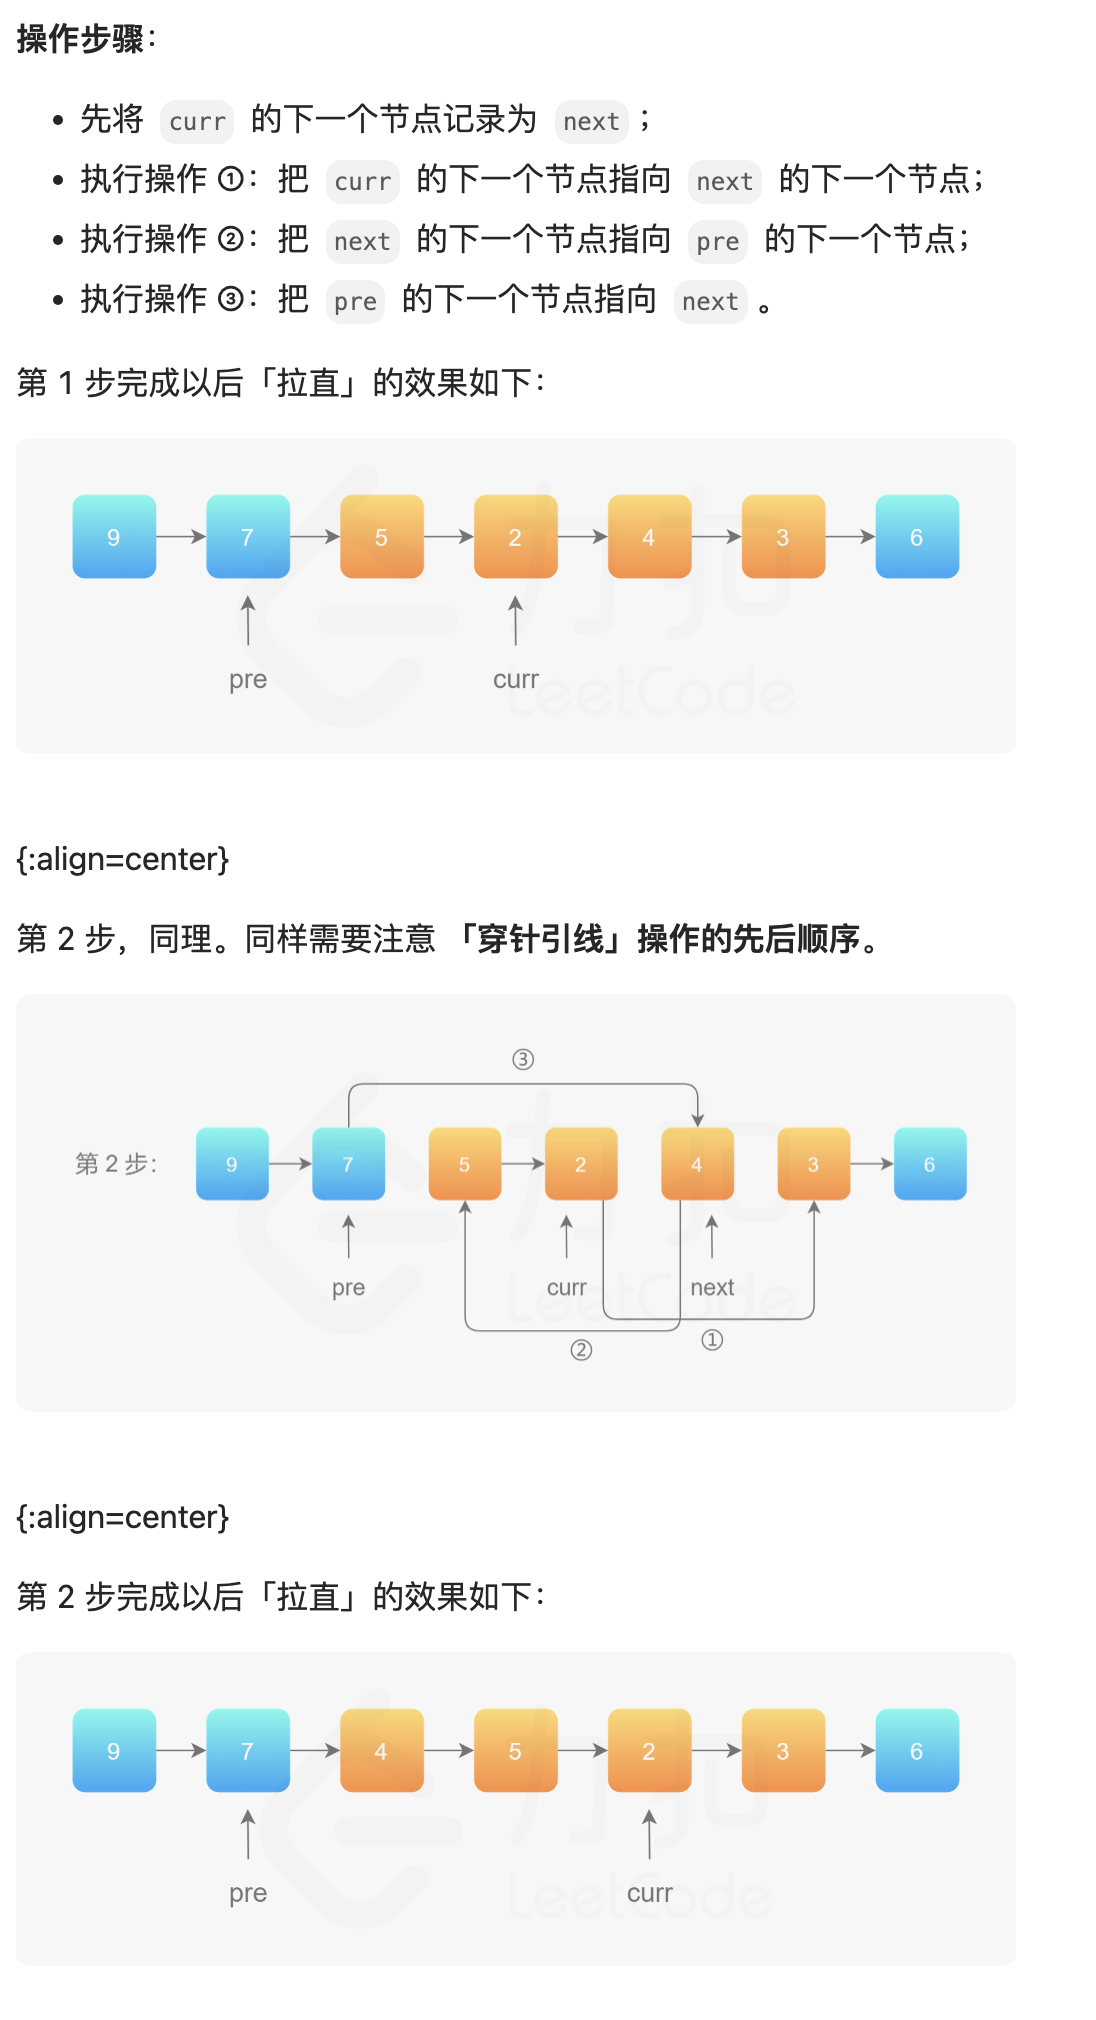 操作步骤：
• 先将 curr 的下一个节点记录为 next；
• 执行操作 ①：把 curr 的下一个节点指向 next 的下一个节点；
• 执行操作 ②：把 next 的下一个节点指向 pre 的下一个节点；
• 执行操作 ③：把 pre 的下一个节点指向 next 。
第 1 步完成以后「拉直」的效果如下：
9 7 5 2 4 3 6
pre curr
力扣
LeetCode
{:align=center}
第 2 步，同理。同样需要注意 「穿针引线」操作的先后顺序。
③
第 2 步： 9 7 5 2 4 3 6
pre curr next
② ①
力扣
LeetCode
{:align=center}
第 2 步完成以后「拉直」的效果如下：
9 7 4 5 2 3 6
pre curr
力扣
LeetCode